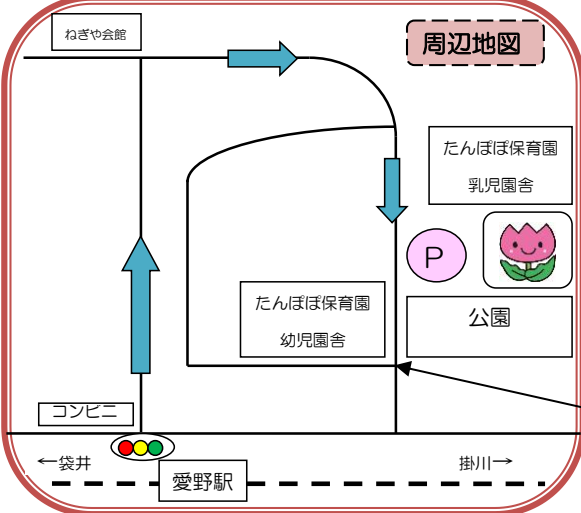 ねぎや会館
周辺地図
たんぽぽ保育園
乳児園舎
P
たんぽぽ保育園
幼児園舎
公園
コンビニ
←袋井
掛川→
愛野駅